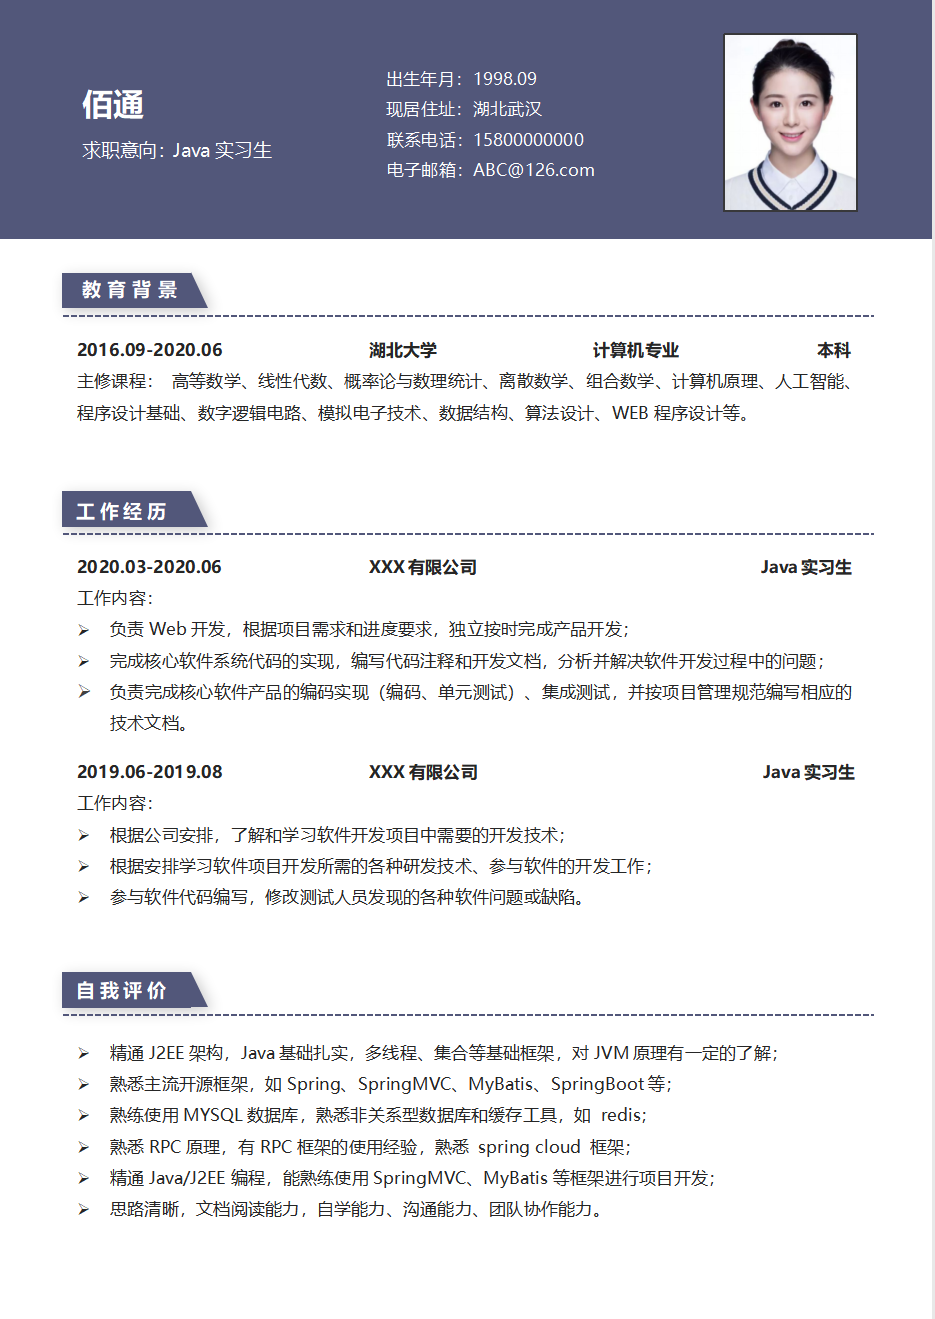 佰通
求职意向：Java 实习生
出生年月：1998.09
现居住址：湖北武汉
联系电话：15800000000
电子邮箱：ABC@126.com
教育背景
2016.09-2020.06 湖北大学 计算机专业 本科
主修课程： 高等数学、线性代数、概率论与数理统计、离散数学、组合数学、计算机原理、人工智能、
程序设计基础、数字逻辑电路、模拟电子技术、数据结构、算法设计、WEB 程序设计等。
工作经历
2020.03-2020.06 XXX 有限公司 Java 实习生
工作内容：
➢ 负责 Web 开发，根据项目需求和进度要求，独立按时完成产品开发；
➢ 完成核心软件系统代码的实现，编写代码注释和开发文档，分析并解决软件开发过程中的问题；
➢ 负责完成核心软件产品的编码实现（编码、单元测试）、集成测试，并按项目管理规范编写相应的
技术文档。
2019.06-2019.08 XXX 有限公司 Java 实习生
工作内容：
➢ 根据公司安排，了解和学习软件开发项目中需要的开发技术；
➢ 根据安排学习软件项目开发所需的各种研发技术、参与软件的开发工作；
➢ 参与软件代码编写，修改测试人员发现的各种软件问题或缺陷。
自我评价
➢ 精通 J2EE 架构，Java 基础扎实，多线程、集合等基础框架，对 JVM 原理有一定的了解；
➢ 熟悉主流开源框架，如 Spring、SpringMVC、MyBatis、SpringBoot 等；
➢ 熟练使用 MYSQL 数据库，熟悉非关系型数据库和缓存工具，如 redis；
➢ 熟悉 RPC 原理，有 RPC 框架的使用经验，熟悉 spring cloud 框架；
➢ 精通 Java/J2EE 编程，能熟练使用 SpringMVC、MyBatis 等框架进行项目开发；
➢ 思路清晰，文档阅读能力，自学能力、沟通能力、团队协作能力。